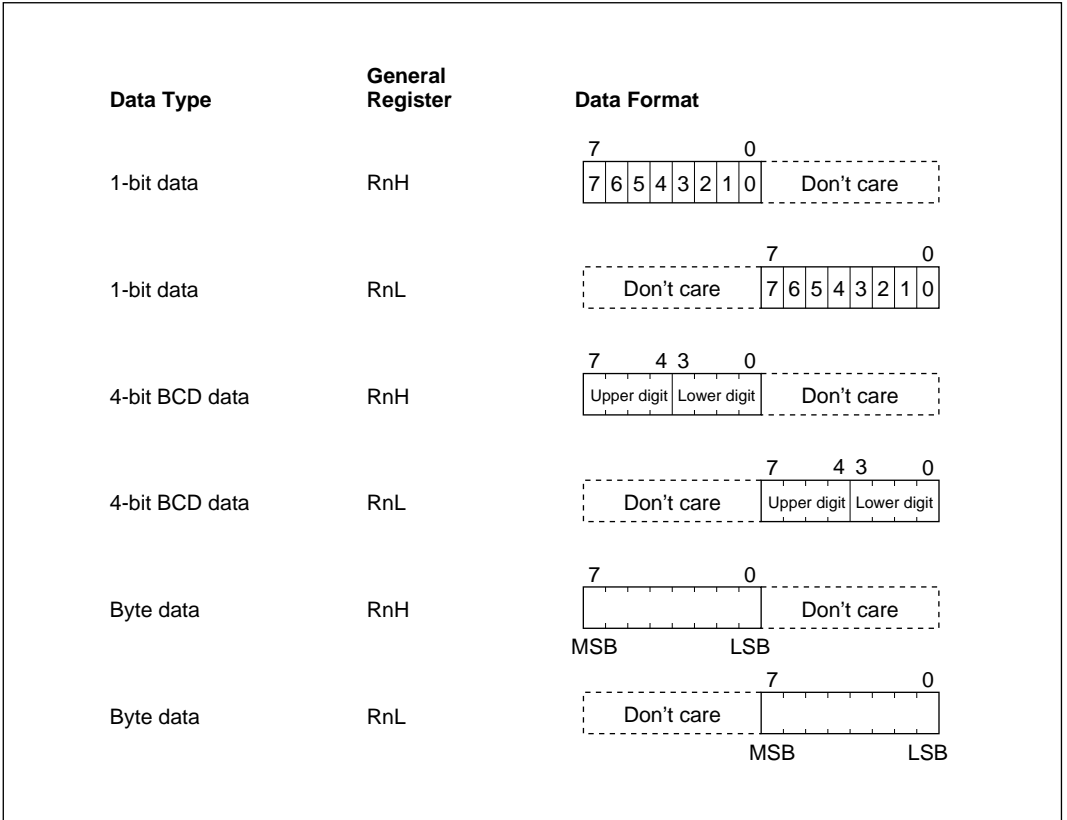 General
Data Type Register Data Format
7 0
1-bit data RnH 7 6 5 4 3 2 1 0 Don't care
7 0
1-bit data RnL Don't care 7 6 5 4 3 2 1 0
7 4 3 0
4-bit BCD data RnH Upper digit Lower digit Don't care
7 4 3 0
4-bit BCD data RnL Don't care Upper digit Lower digit
7 0
Byte data RnH Don't care
MSB LSB
7 0
Byte data RnL Don't care
MSB LSB